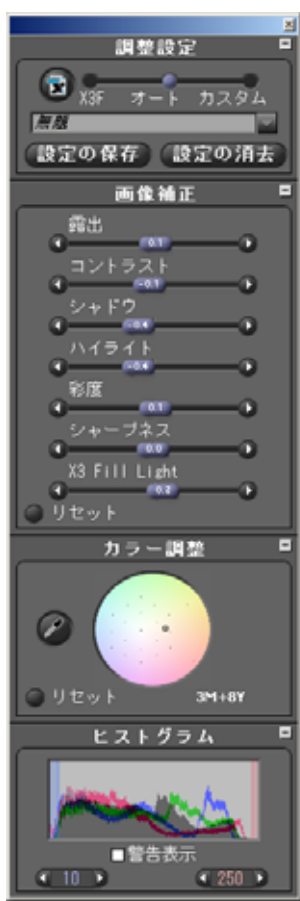 調整設定
X3F オート カスタム
無題
設定の保存 設定の消去
画像補正
露出
0.1
コントラスト
-0.1
シャドウ
-0.4
ハイライト
-0.4
彩度
0.1
シャープネス
0.0
X3 Fill Light
0.2
リセット
カラー調整
リセット 3M+8Y
ヒストグラム
警告表示
10 250